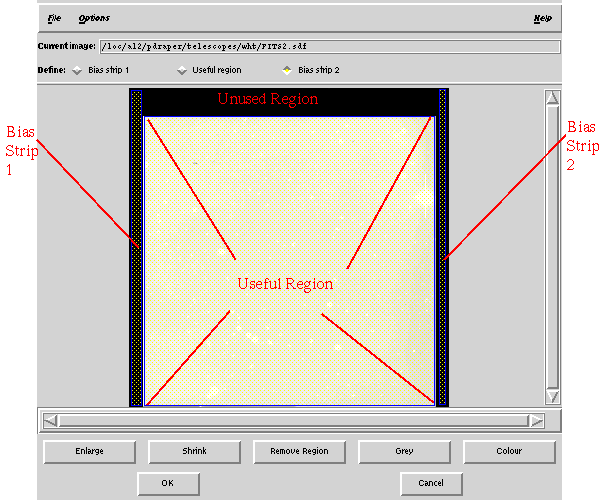 File Options Help
Current image: /loc/al2/pdraper/telescopes/wht/FITS2.sdf
Define: Bias strip 1 Useful region Bias strip 2
Unused Region
Bias
Strip
1
Bias
Strip
2
Useful Region
Enlarge Shrink Remove Region Grey Colour
OK Cancel